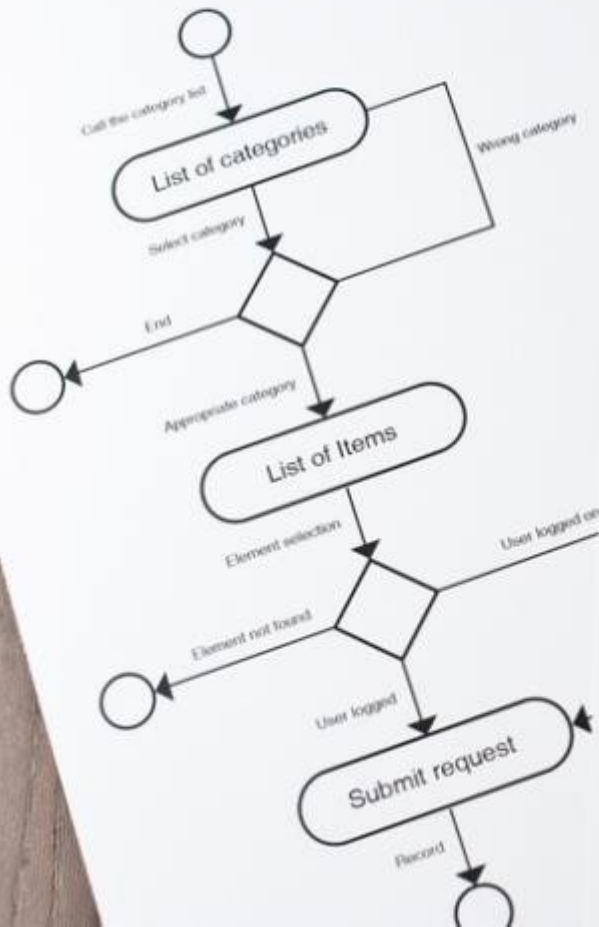 Call the category list
List of categories
Wrong category
Select category
End
Appropriate category
List of Items
Element selection
User logged
Element not found
User logged
Submit request
Record